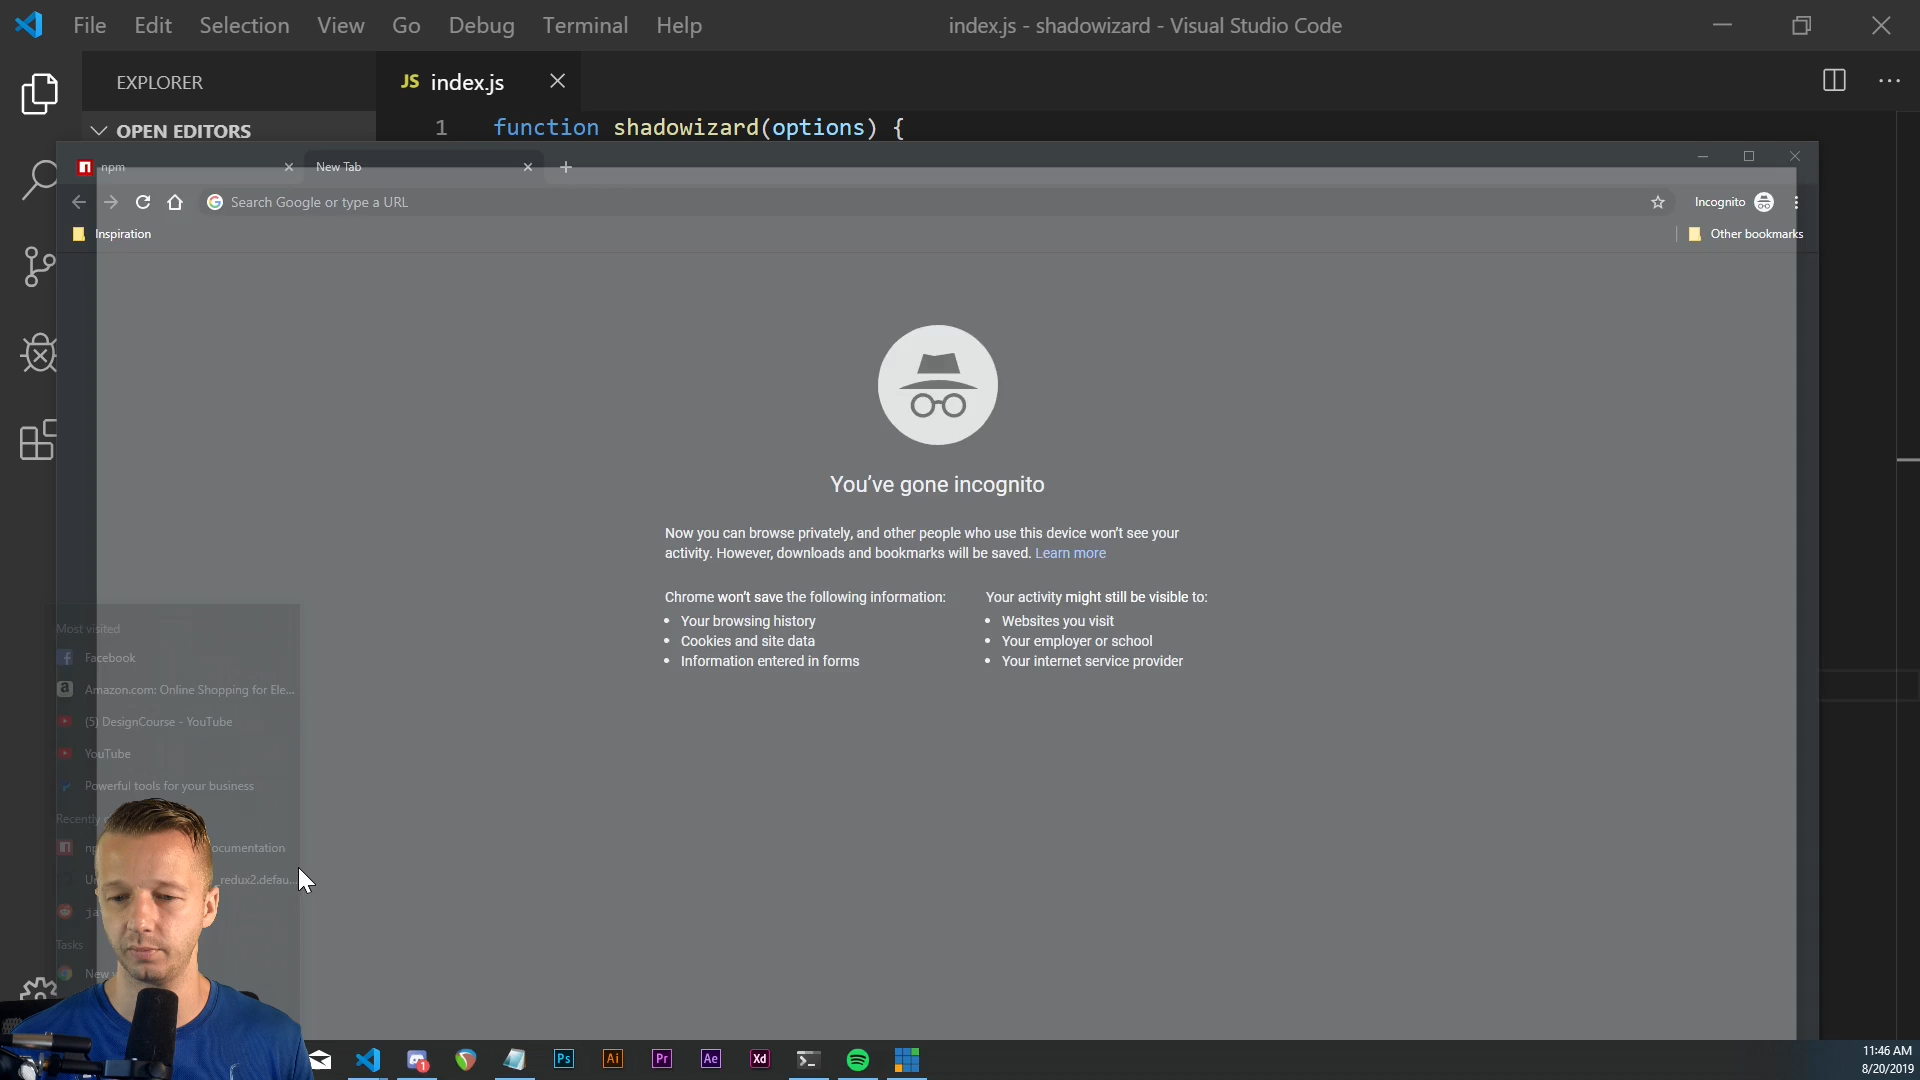 File Edit Selection View Go Debug Terminal Help
index.js - shadowizard - Visual Studio Code
EXPLORER
JS index.js
OPEN EDITORS
1 function shadowizard(options) {
npm
New Tab
Search Google or type a URL
Incognito
Inspiration
Other bookmarks
You've gone incognito
Now you can browse privately, and other people who use this device won't see your
activity. However, downloads and bookmarks will be saved. Learn more
Chrome won't save the following information:
• Your browsing history
• Cookies and site data
• Information entered in forms
Your activity might still be visible to:
• Websites you visit
• Your employer or school
• Your internet service provider
Most visited
Facebook
Amazon.com: Online Shopping for Ele...
(5) DesignCourse - YouTube
YouTube
Powerful tools for your business
Recently
ocumentation
_redux2.defau...
Tasks
New
1
Ps Ai Pr Ae Xd
11:46 AM
8/20/2019